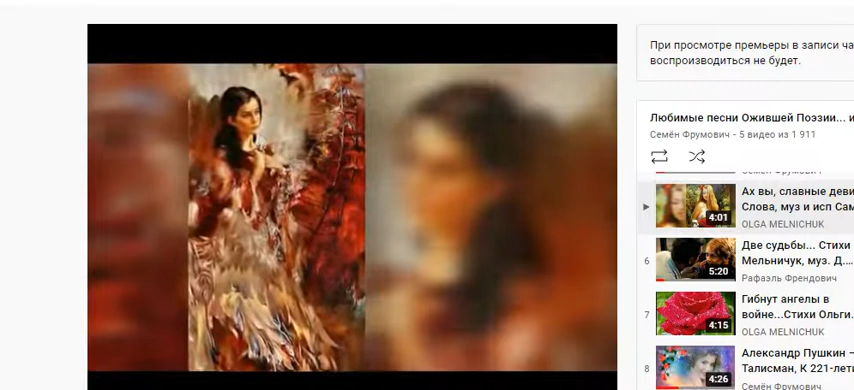 При просмотре премьеры в записи ча
воспроизводиться не будет.
Любимые песни Ожившей Поэзии... и
Семён Фрумович - 5 видео из 1 911
Семён Фрумович
Ах вы, славные деви
Слова, муз и исп Сам
4:01
OLGA MELNICHUK
6
Две судьбы... Стихи
Мельничук, муз. Д....
5:20
Рафаэль Френдович
7
Гибнут ангелы в
войне...Стихи Ольги.
4:15
OLGA MELNICHUK
8
Александр Пушкин –
Талисман, К 221-лети
4:26
Семён Фрумович